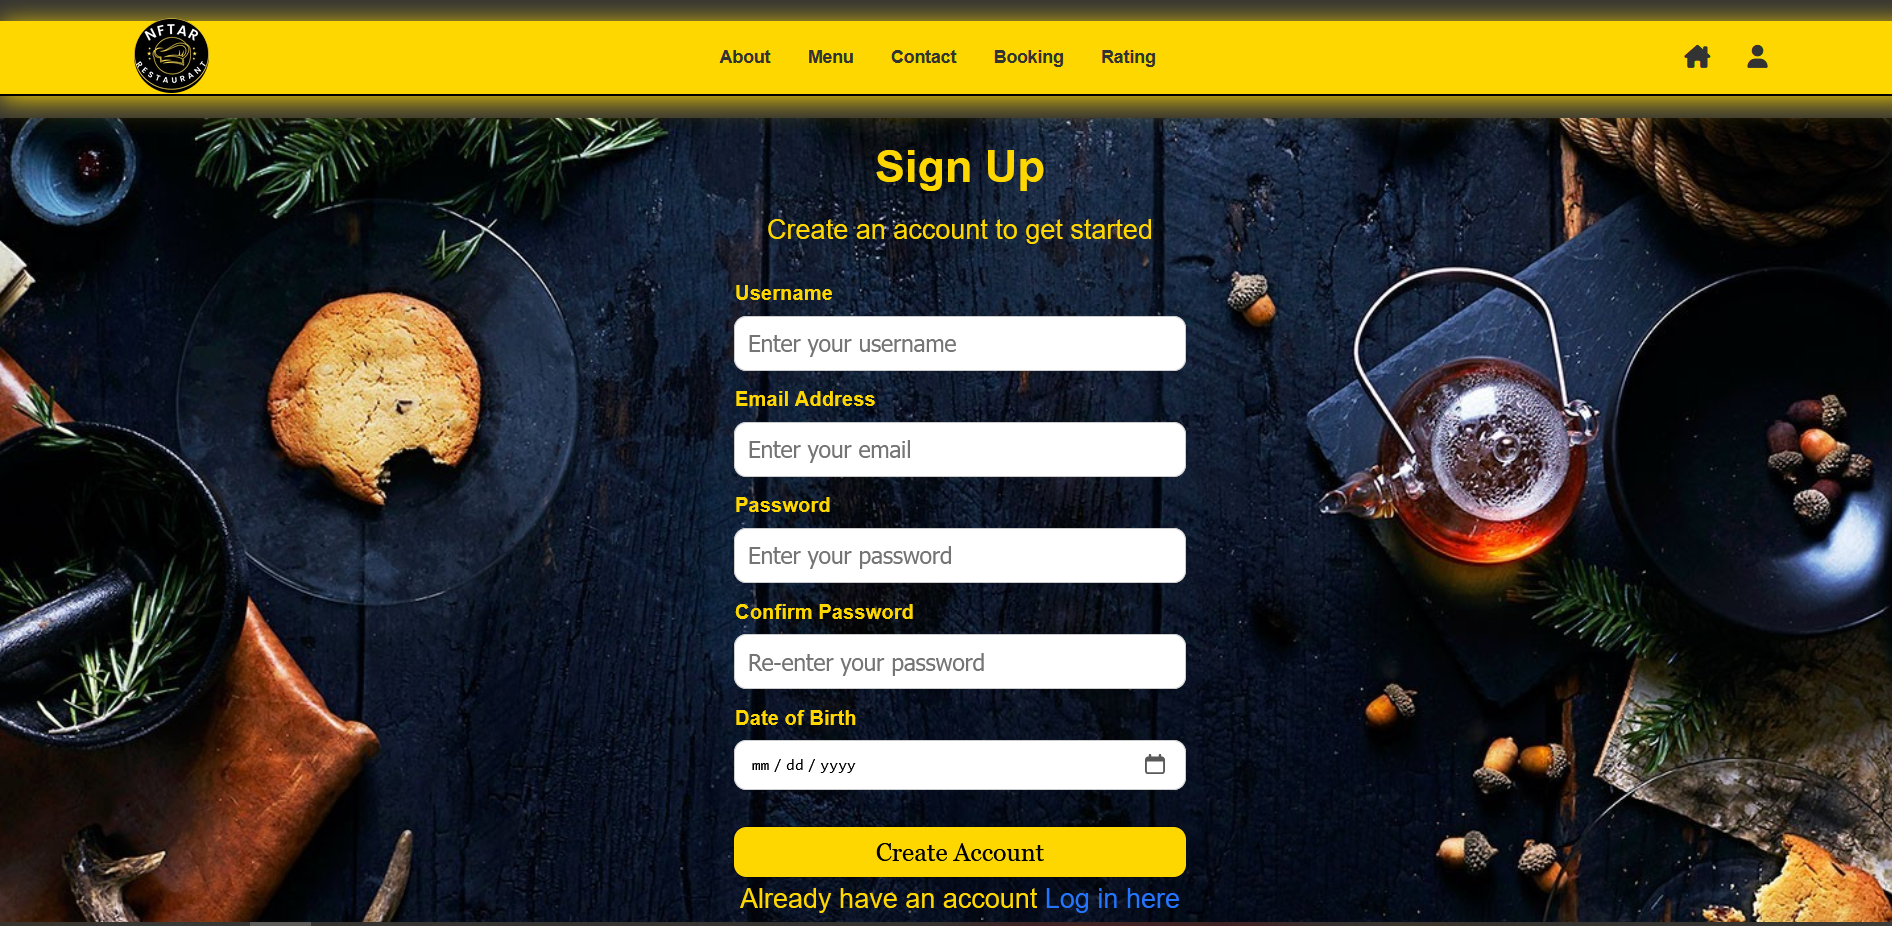 NFTAR
RESTAURANT
About Menu Contact Booking Rating
Sign Up
Create an account to get started
Username
Enter your username
Email Address
Enter your email
Password
Enter your password
Confirm Password
Re-enter your password
Date of Birth
mm / dd / yyyy
Create Account
Already have an account Log in here